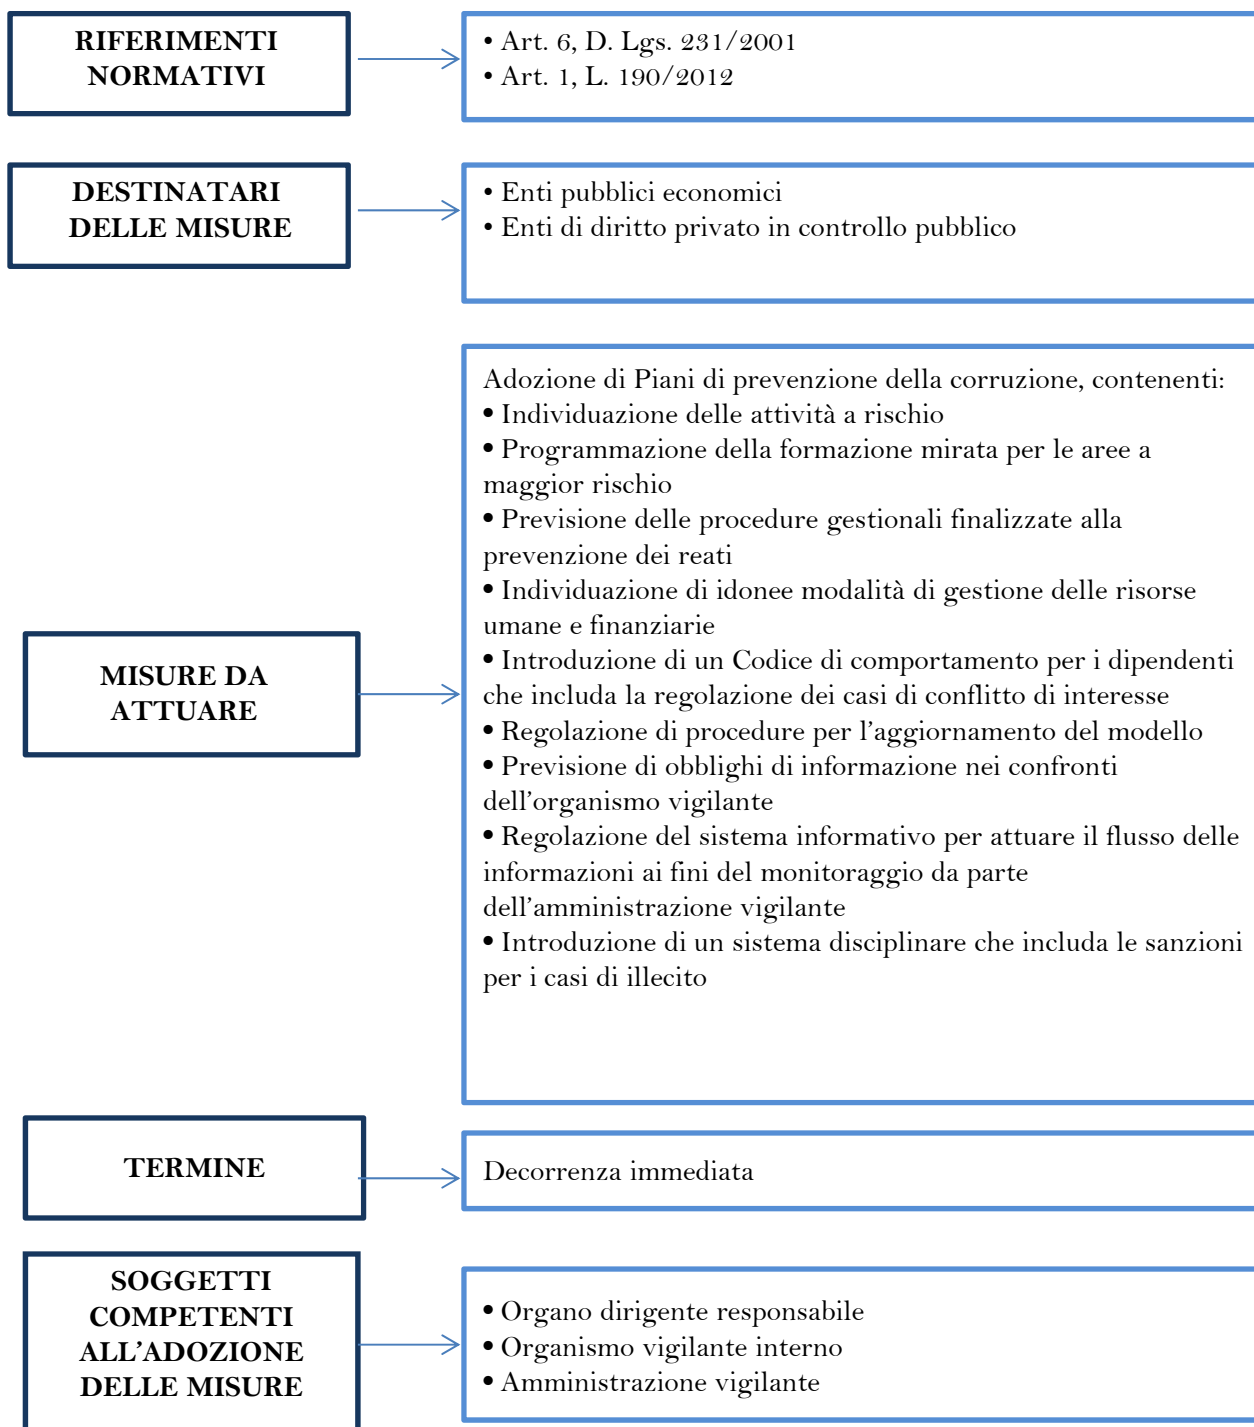 RIFERIMENTI
NORMATIVI
• Art. 6, D. Lgs. 231/2001
• Art. 1, L. 190/2012
DESTINATARI
DELLE MISURE
• Enti pubblici economici
• Enti di diritto privato in controllo pubblico
MISURE DA
ATTUARE
Adozione di Piani di prevenzione della corruzione, contenenti:
• Individuazione delle attività a rischio
• Programmazione della formazione mirata per le aree a
maggior rischio
• Previsione delle procedure gestionali finalizzate alla
prevenzione dei reati
• Individuazione di idonee modalità di gestione delle risorse
umane e finanziarie
• Introduzione di un Codice di comportamento per i dipendenti
che includa la regolazione dei casi di conflitto di interesse
• Regolazione di procedure per l'aggiornamento del modello
• Previsione di obblighi di informazione nei confronti
dell'organismo vigilante
• Regolazione del sistema informativo per attuare il flusso delle
informazioni ai fini del monitoraggio da parte
dell'amministrazione vigilante
• Introduzione di un sistema disciplinare che includa le sanzioni
per i casi di illecito
TERMINE
Decorrenza immediata
SOGGETTI
COMPETENTI
ALL'ADOZIONE
DELLE MISURE
• Organo dirigente responsabile
• Organismo vigilante interno
• Amministrazione vigilante